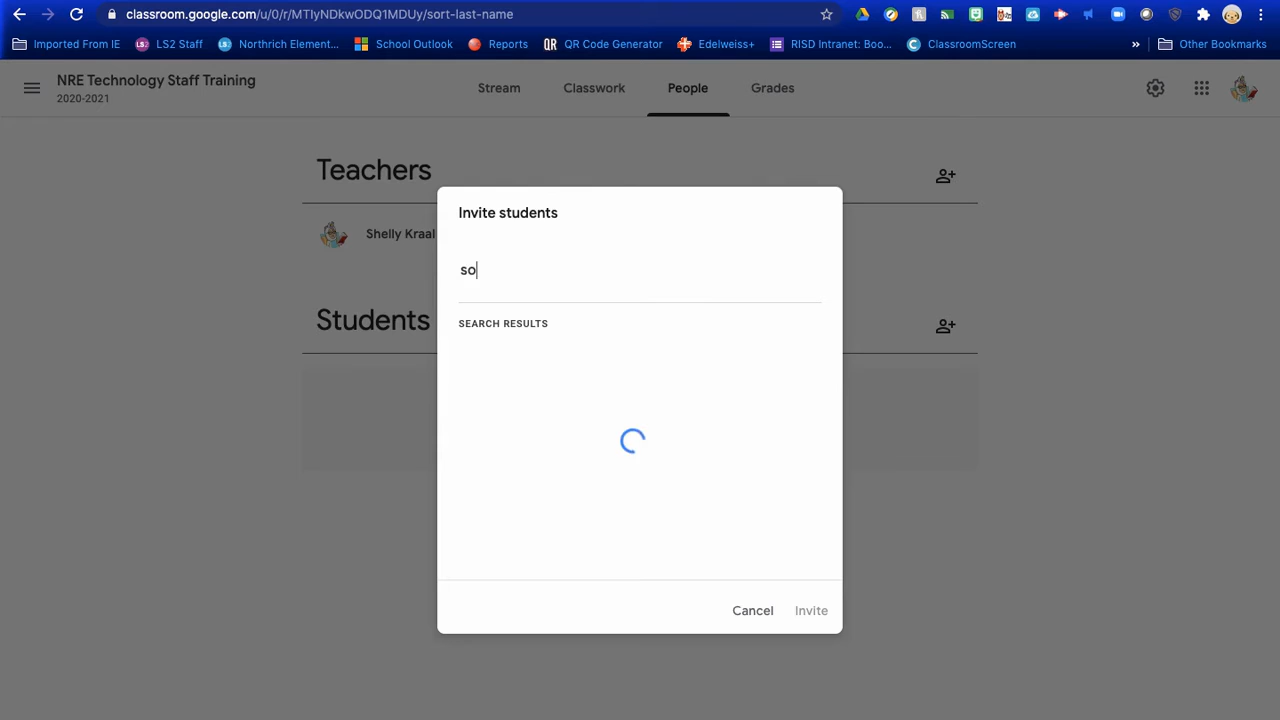 classroom.google.com/u/0/r/MTIyNDkwODQ1MDUy/sort-last-name
Imported From IE
LS2
LS2 Staff
Northrich Element...
School Outlook
Reports
QR
QR Code Generator
Edelweiss+
RISD Intranet: Boo...
C
ClassroomScreen
»
Other Bookmarks
NRE Technology Staff Training
2020-2021
Stream
Classwork
People
Grades
Teachers
Shelly Kraal
Students
Invite students
so
SEARCH RESULTS
Cancel
Invite